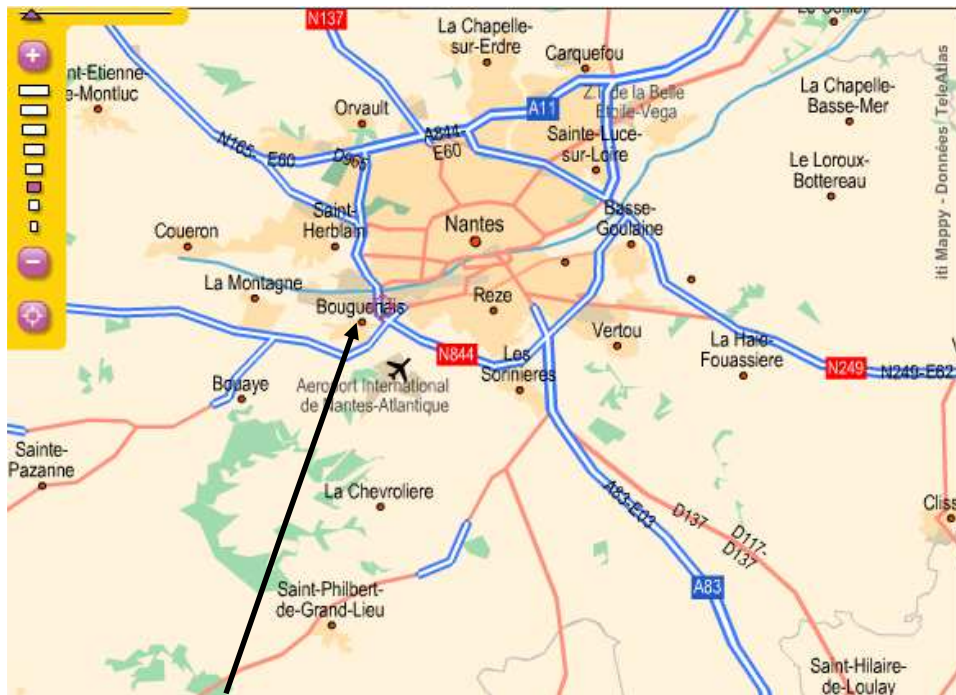 N137
La Chapelle-
sur-Erdre
Carquefou
nt-Etienne-
e-Montluc
Z.I. de la Belle
Etoile-Vega
La Chapelle-
Basse-Mer
Orvault
A11
A844-
E60
Sainte-Luce-
sur-Loire
N165-
E60
D965
Le Loroux-
Bottereau
iti Mappy - Données TeleAtlas
Saint-
Herblain
Nantes
Basse-
Goulaine
Coueron
La Montagne
Bouguenais
Reze
Vertou
La Haie-
Fouassiere
N844
Les
Sorinieres
N249
N249-E62
Bouaye
Aeroport International
de Nantes-Atlantique
Sainte-
Pazanne
La Chevroliere
A83-E03
D137
D117-
D137
Cliss
A83
Saint-Philbert-
de-Grand-Lieu
Saint-Hilaire-
de-Loulay